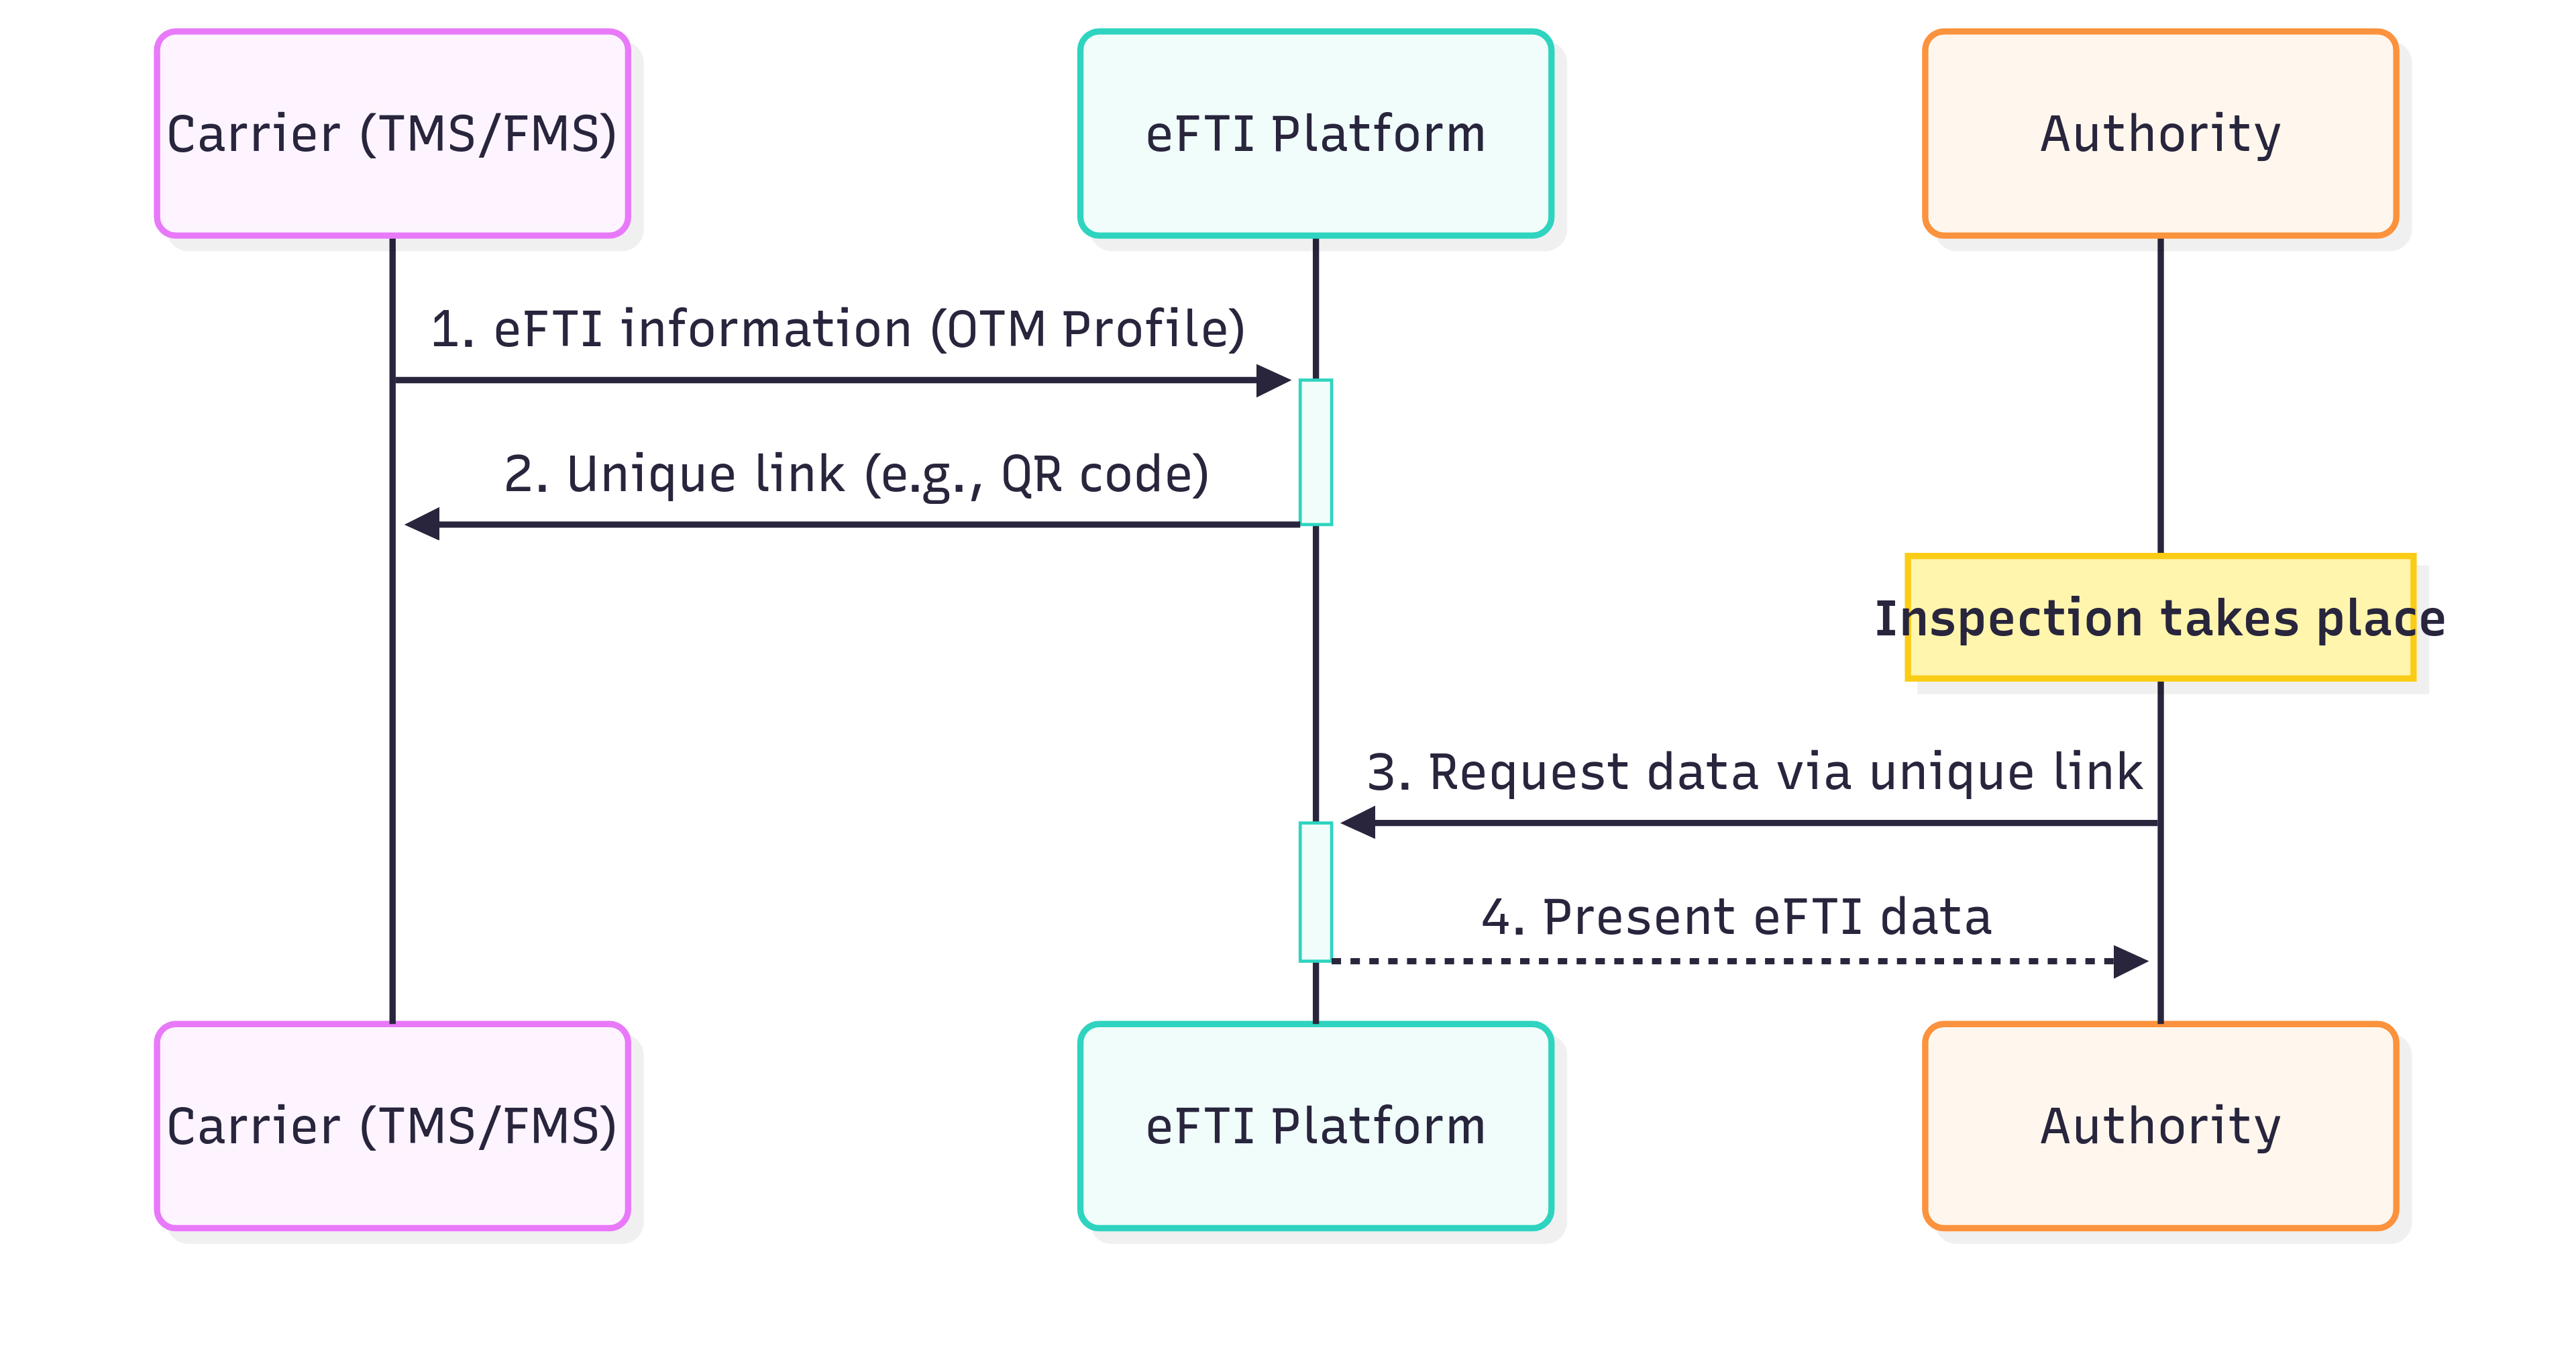 Carrier (TMS/FMS)
eFTI Platform
Authority
1. eFTI information (OTM Profile)
2. Unique link (e.g., QR code)
Inspection takes place
3. Request data via unique link
4. Present eFTI data
Carrier (TMS/FMS)
eFTI Platform
Authority